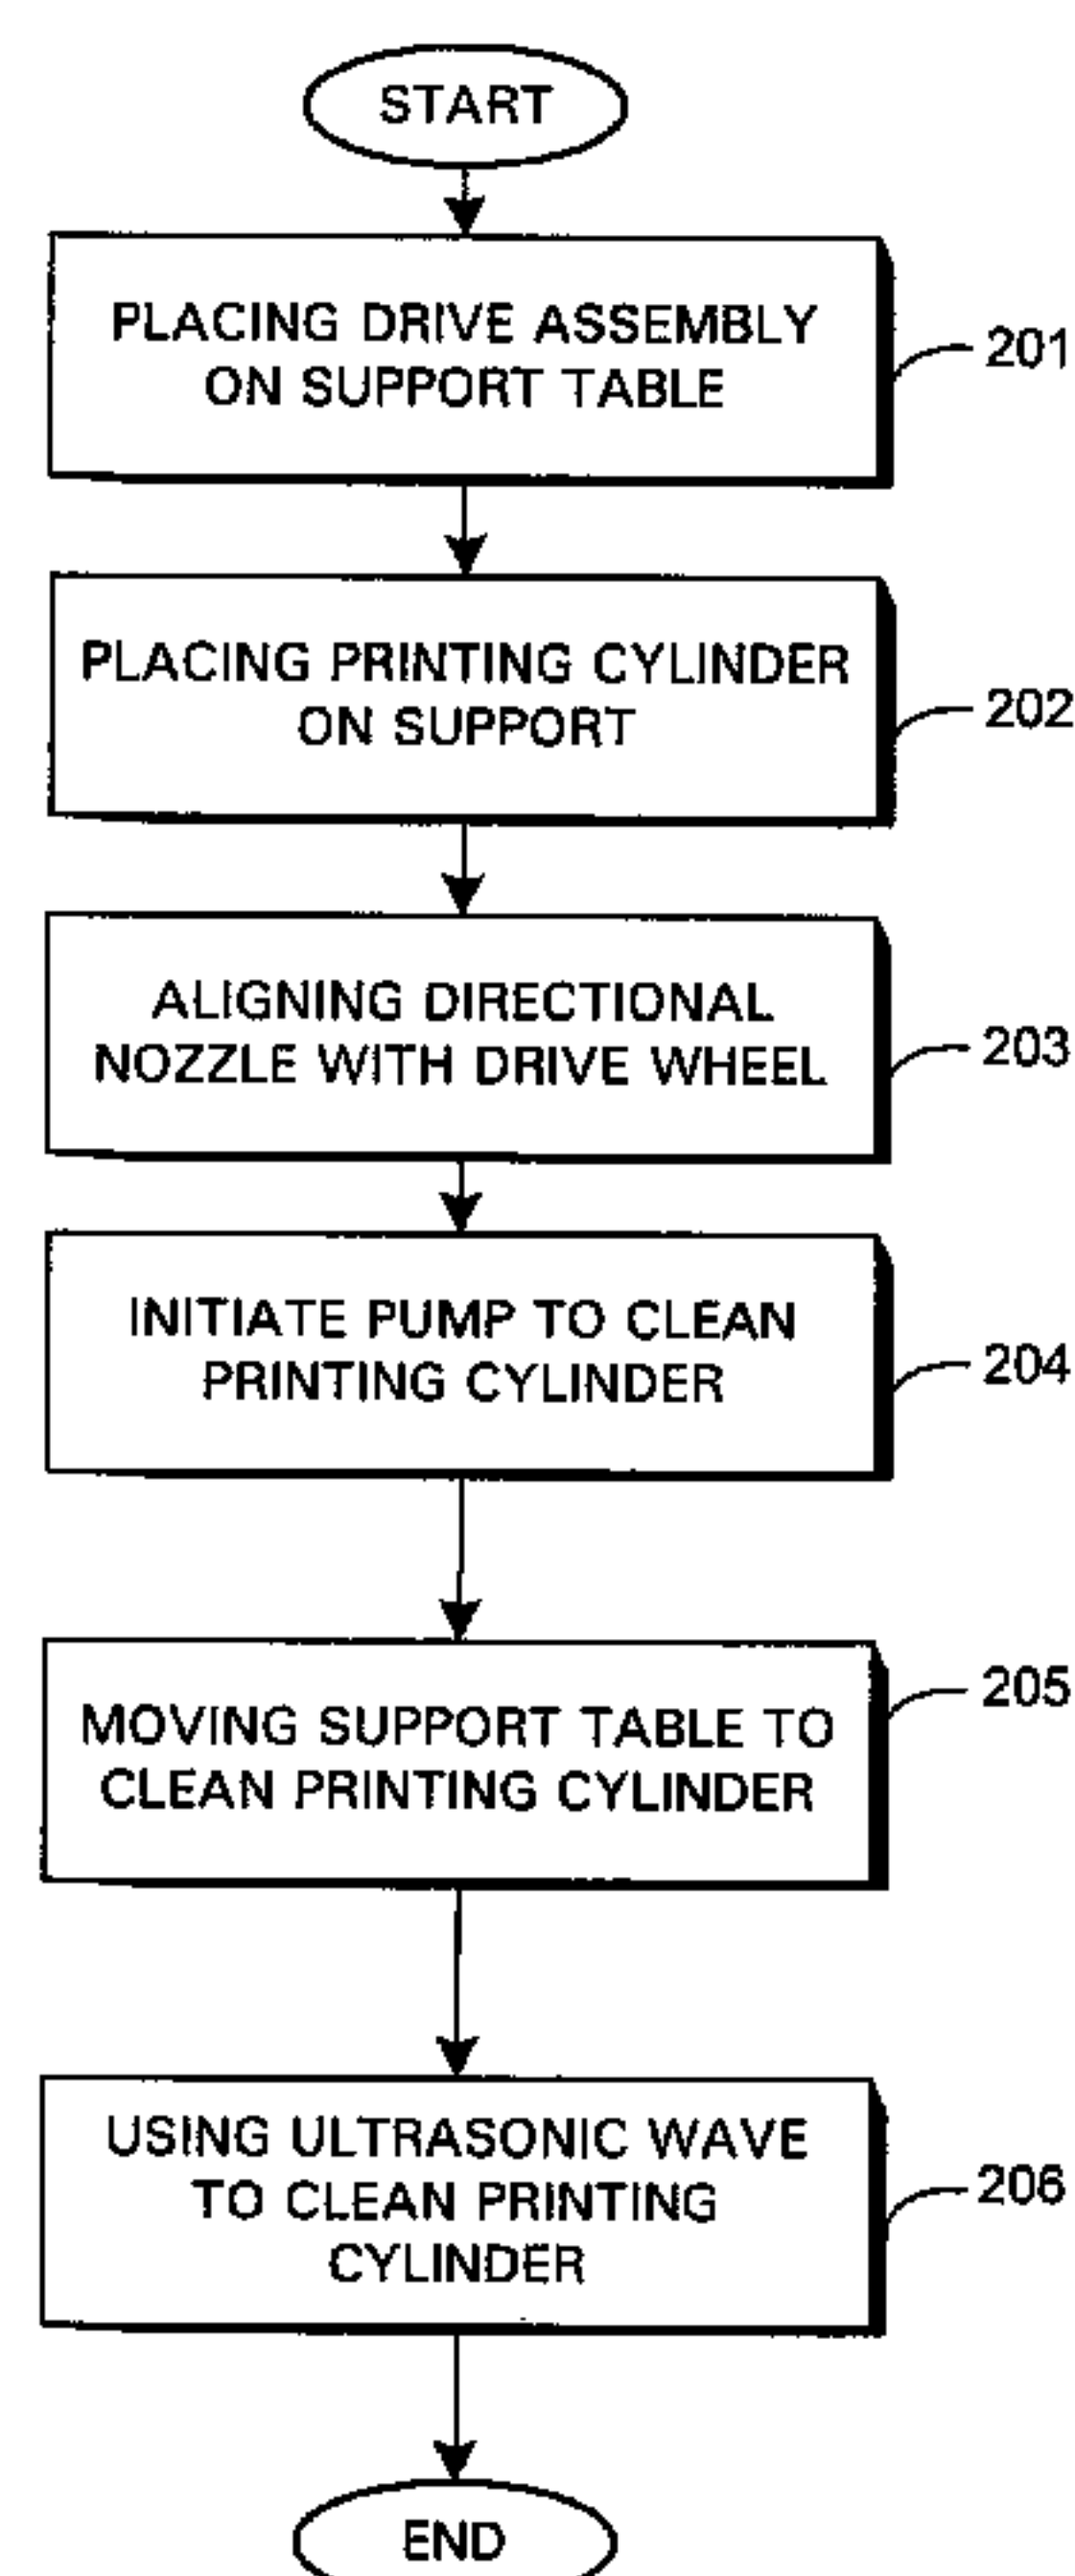 START
PLACING DRIVE ASSEMBLY
ON SUPPORT TABLE
201
PLACING PRINTING CYLINDER
ON SUPPORT
202
ALIGNING DIRECTIONAL
NOZZLE WITH DRIVE WHEEL
203
INITIATE PUMP TO CLEAN
PRINTING CYLINDER
204
MOVING SUPPORT TABLE TO
CLEAN PRINTING CYLINDER
205
USING ULTRASONIC WAVE
TO CLEAN PRINTING
CYLINDER
206
END